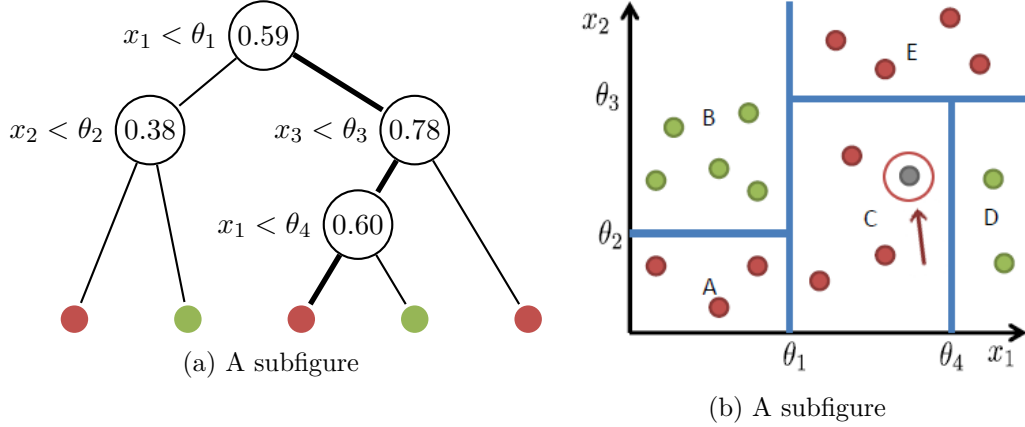 x₁ < θ₁ 0.59
x₂ < θ₂ 0.38
x₃ < θ₃ 0.78
x₁ < θ₄ 0.60
(a) A subfigure
x₂
E
θ₃
B
θ₂
C
D
A
θ₁
θ₄
x₁
(b) A subfigure